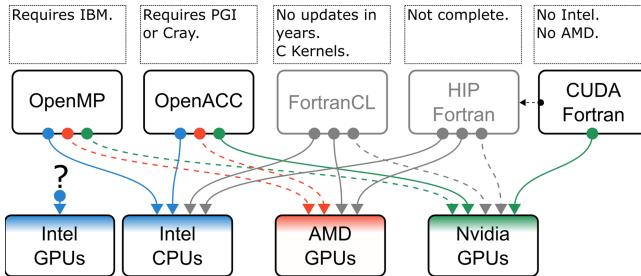 Requires IBM.
Requires PGI
or Cray.
No updates in
years.
C Kernels.
Not complete.
No Intel.
No AMD.
OpenMP
OpenACC
FortranCL
HIP
Fortran
CUDA
Fortran
?
Intel
GPUs
Intel
CPUs
AMD
GPUs
Nvidia
GPUs